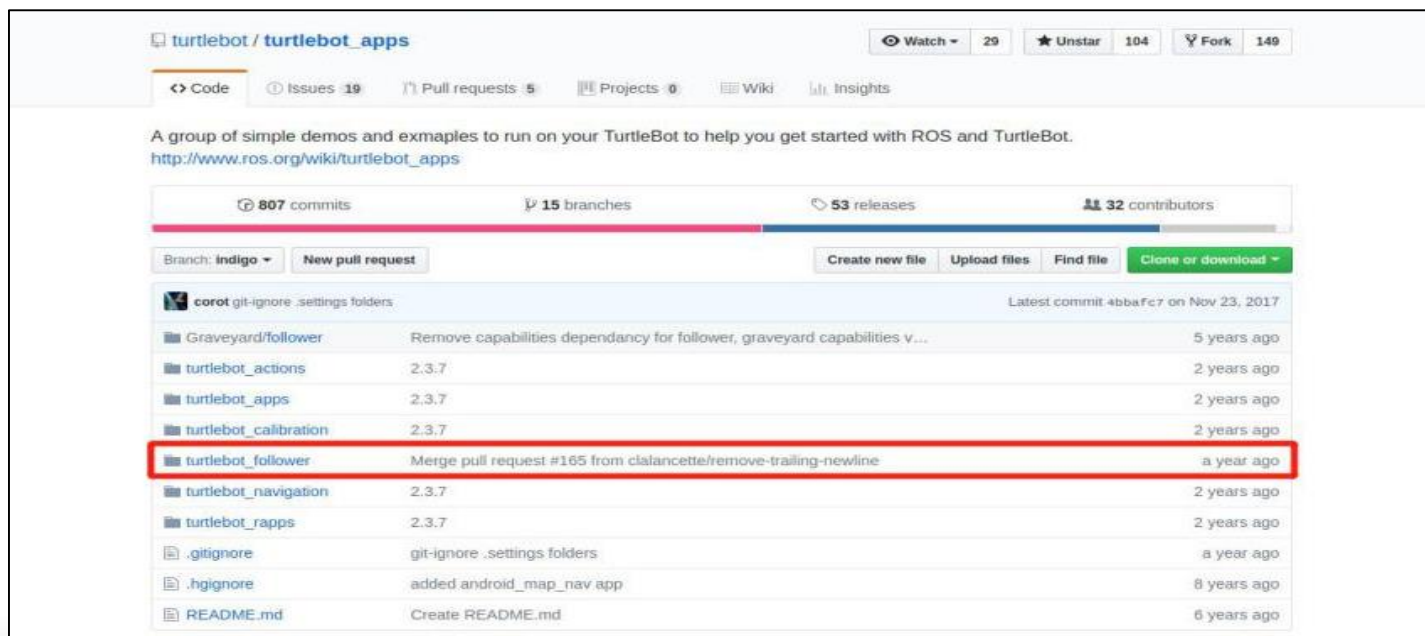 turtlebot / turtlebot_apps Watch 29 Unstar 104 Fork 149
<> Code Issues 19 Pull requests 5 Projects 0 Wiki Insights
A group of simple demos and exmaples to run on your TurtleBot to help you get started with ROS and TurtleBot.
http://www.ros.org/wiki/turtlebot_apps
807 commits 15 branches 53 releases 32 contributors
Branch: indigo New pull request Create new file Upload files Find file Clone or download
corot git-ignore .settings folders Latest commit 4bbafc7 on Nov 23, 2017
Graveyard/follower Remove capabilities dependancy for follower, graveyard capabilities v... 5 years ago
turtlebot_actions 2.3.7 2 years ago
turtlebot_apps 2.3.7 2 years ago
turtlebot_calibration 2.3.7 2 years ago
turtlebot_follower Merge pull request #165 from clalancette/remove-trailing-newline a year ago
turtlebot_navigation 2.3.7 2 years ago
turtlebot_rapps 2.3.7 2 years ago
.gitignore git-ignore .settings folders a year ago
.hgignore added android_map_nav app 8 years ago
README.md Create README.md 6 years ago